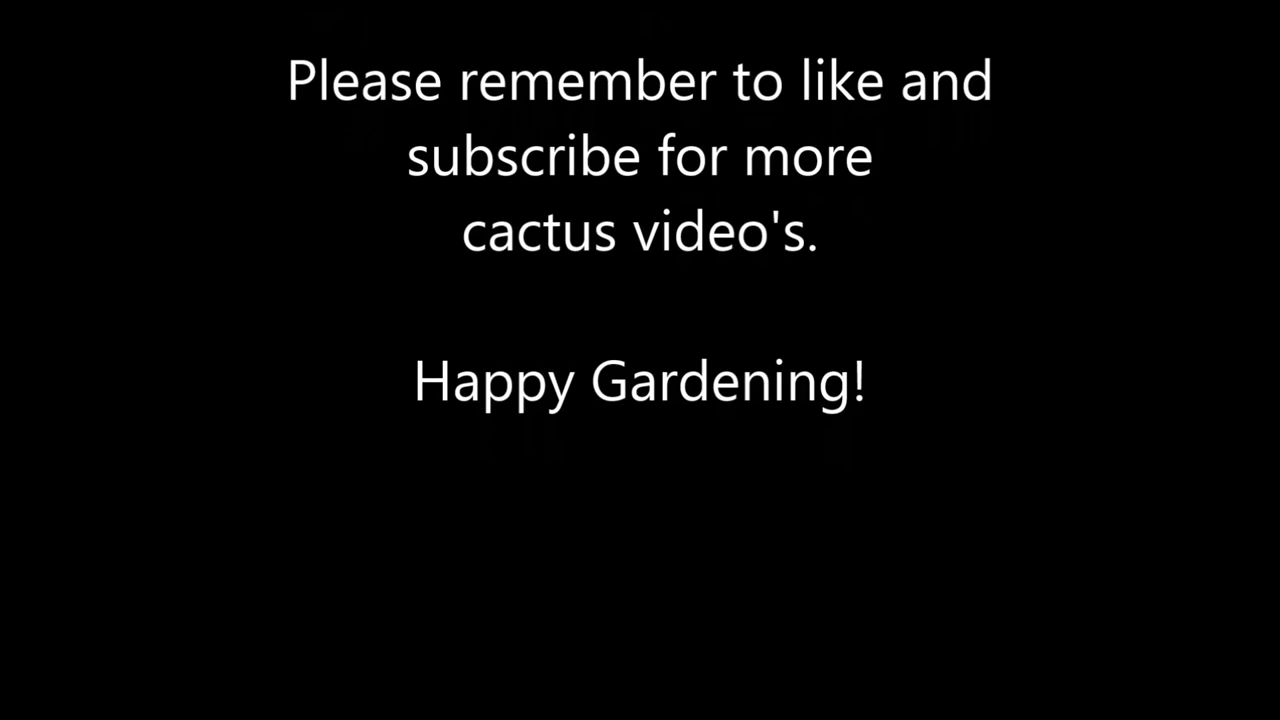 Please remember to like and
subscribe for more
cactus video's.
Happy Gardening!